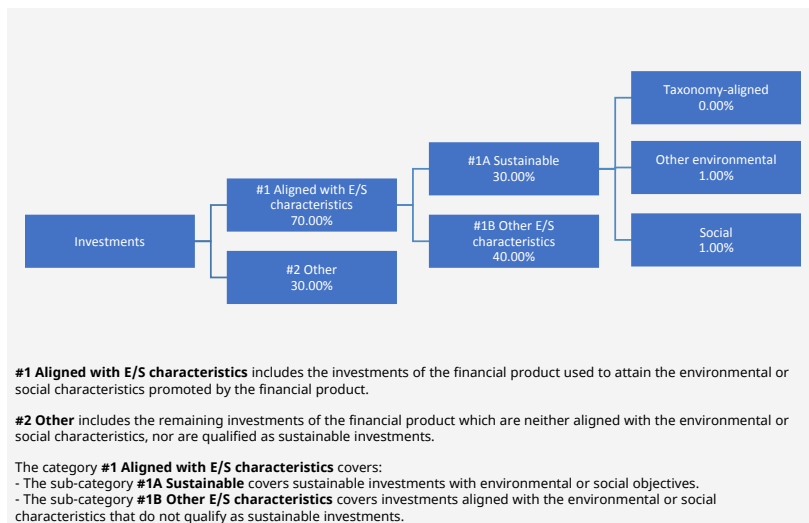 Taxonomy-aligned
0.00%
#1A Sustainable
30.00%
Other environmental
1.00%
#1 Aligned with E/S
characteristics
70.00%
#1B Other E/S
characteristics
40.00%
Social
1.00%
Investments
#2 Other
30.00%
#1 Aligned with E/S characteristics includes the investments of the financial product used to attain the environmental or
social characteristics promoted by the financial product.
#2 Other includes the remaining investments of the financial product which are neither aligned with the environmental or
social characteristics, nor are qualified as sustainable investments.
The category #1 Aligned with E/S characteristics covers:
- The sub-category #1A Sustainable covers sustainable investments with environmental or social objectives.
- The sub-category #1B Other E/S characteristics covers investments aligned with the environmental or social
characteristics that do not qualify as sustainable investments.